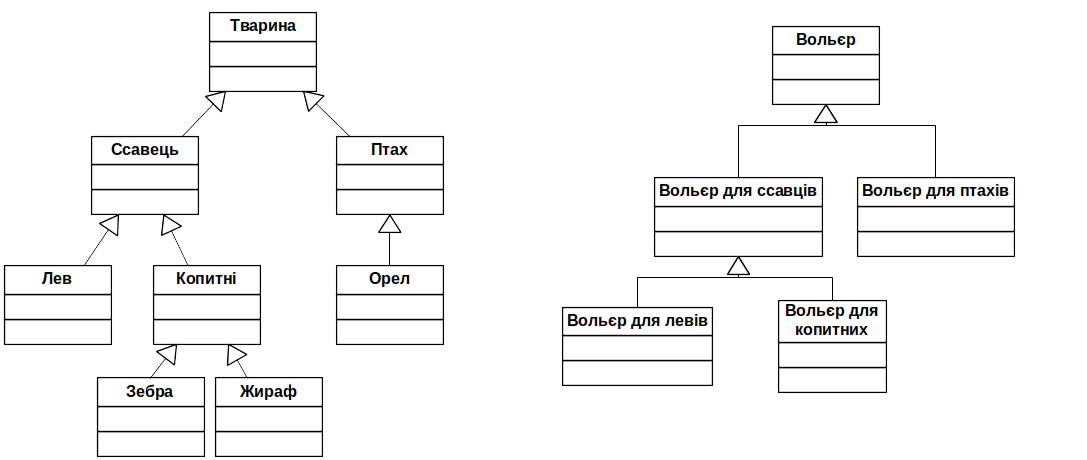 Тварина
Ссавець
Птах
Лев
Копитні
Орел
Зебра
Жираф
Вольєр
Вольєр для ссавців
Вольєр для птахів
Вольєр для левів
Вольєр для
копитних